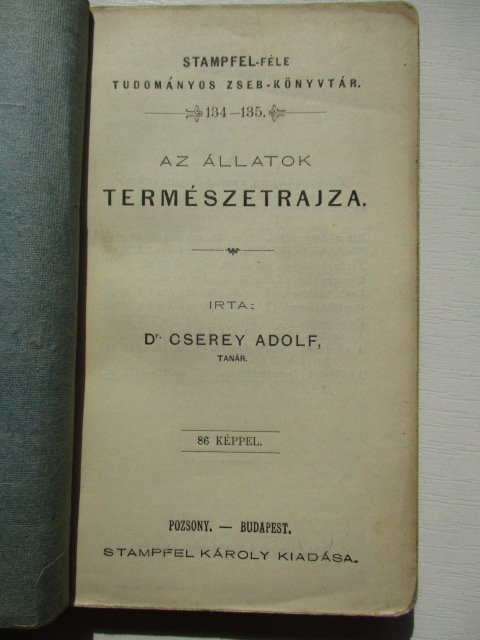 STAMPFEL-FÉLE
TUDOMÁNYOS ZSEB-KÖNYVTÁR.
134–135.
AZ ÁLLATOK
TERMÉSZETRAJZA.
IRTA:
Dr. CSEREY ADOLF,
TANÁR.
86 KÉPPEL.
POZSONY. — BUDAPEST.
STAMPFEL KÁROLY KIADÁSA.